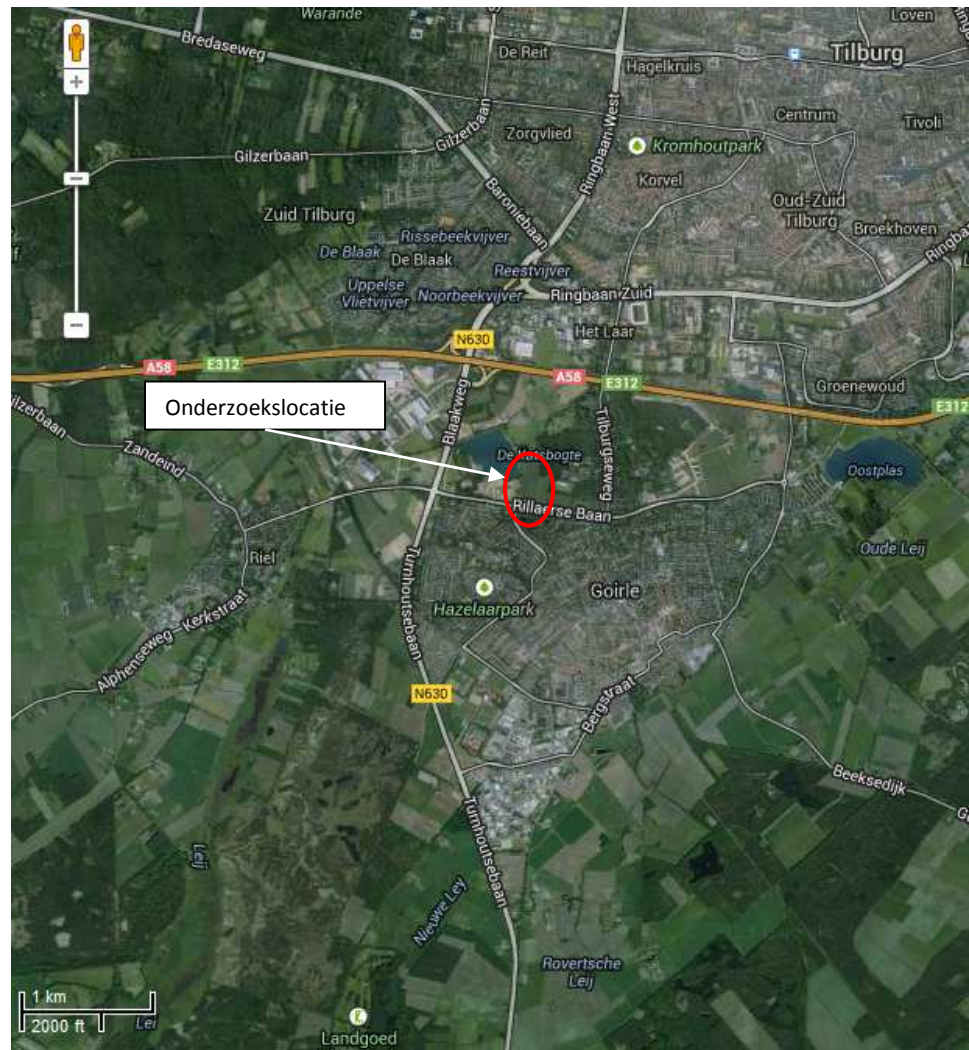 Warande
Loven
Bredaseweg
De Reit
Tilburg
Hagelkruis
Gilzerbaan
Ringbaan West
Centrum
Tivoli
Zorgvlied
Kromhoutpark
Gilzerbaan
Korvel
Baroniebaan
Oud-Zuid
Tilburg
Zuid Tilburg
Broekhoven
Rissebeekvijver
De Blaak
De Blaak
Reestvijver
Uppelse
Vlietvijver
Noorbeekvijver
Ringbaan Zuid
Het Laar
N630
A58
E312
A58
E312
Groenewoud
E312
Onderzoekslocatie
Blaakweg
Tilburgseweg
Zandeind
Oostplas
Rillaerse Baan
Oude Leij
Riel
Turnhoutsebaan
Goirle
Hazelaarpark
Alphenseweg - Kerkstraat
N630
Bergstraat
Beeksedijk
Turnhoutsebaan
Leij
Nieuwe Ley
Rovertsche
Leij
1 km
2000 ft
Landgoed